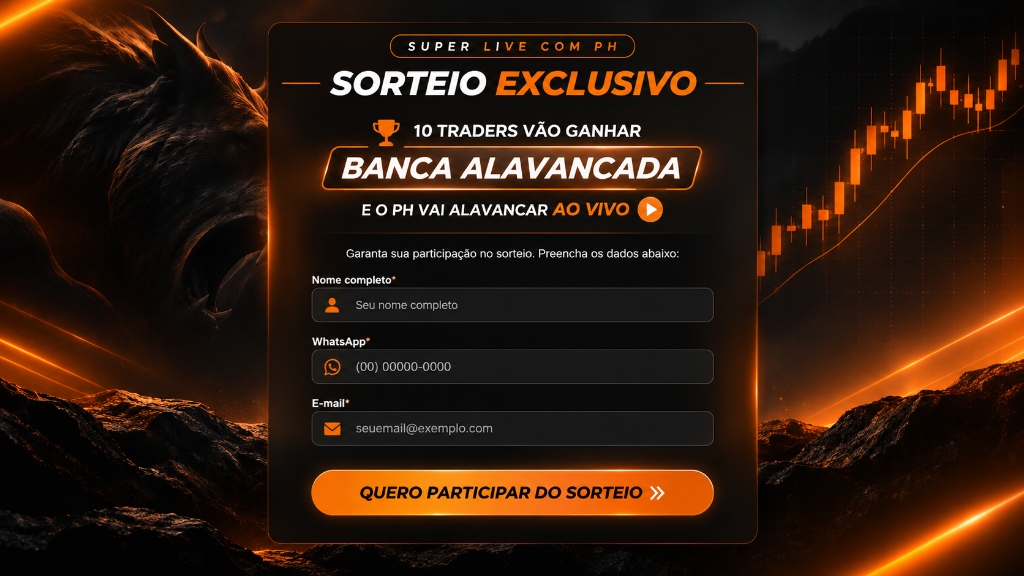 SUPER LIVE COM PH
SORTEIO EXCLUSIVO
10 TRADERS VÃO GANHAR
BANCA ALAVANCADA
E O PH VAI ALAVANCAR AO VIVO
Garanta sua participação no sorteio. Preencha os dados abaixo:
Nome completo*
Seu nome completo
WhatsApp*
(00) 00000-0000
E-mail*
seuemail@exemplo.com
QUERO PARTICIPAR DO SORTEIO